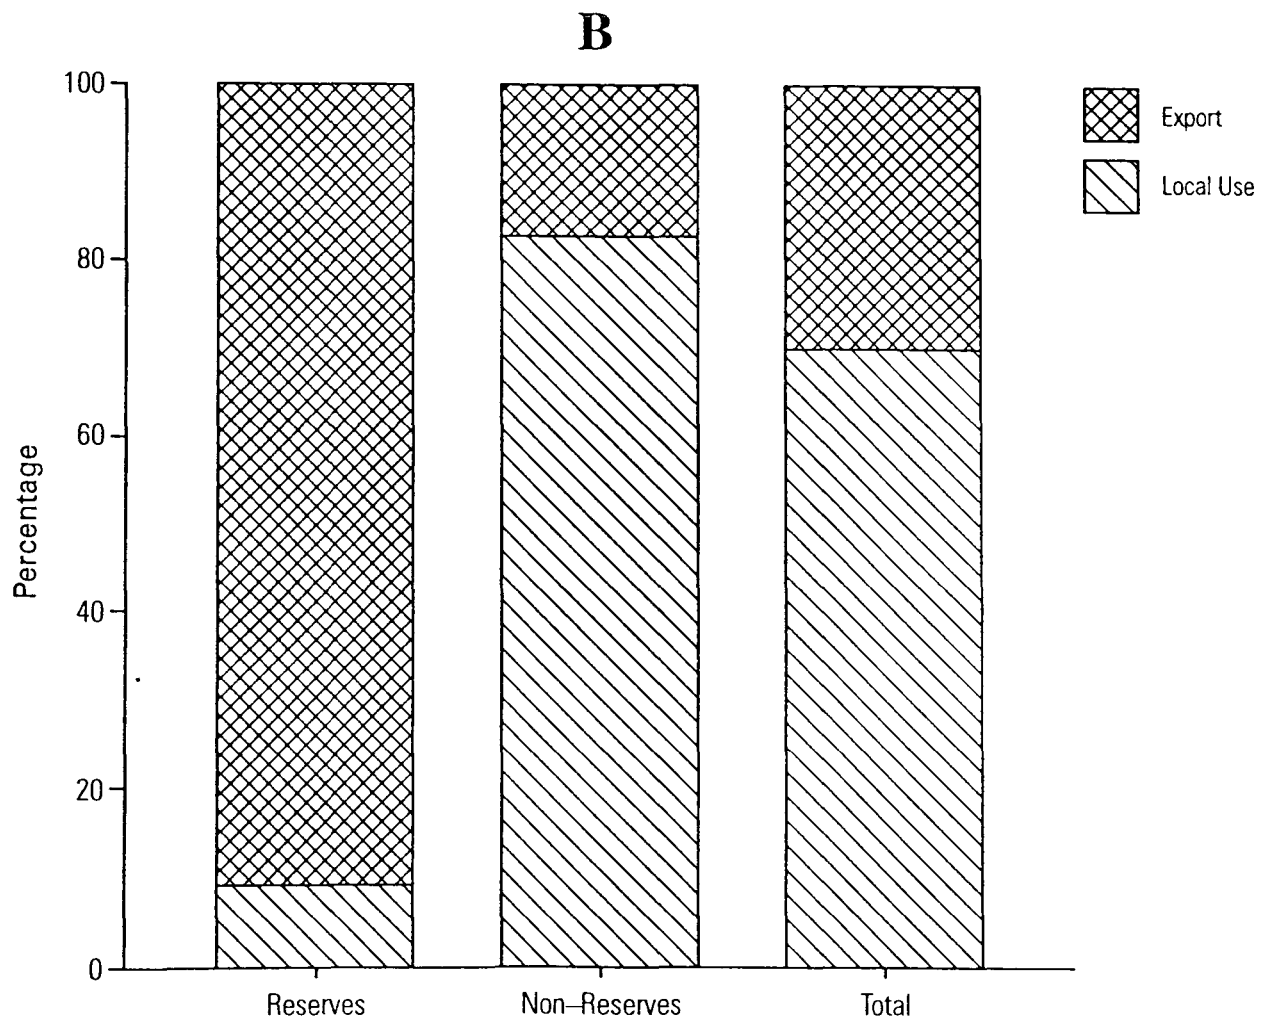 B
100
80
60
40
20
0
Percentage
Reserves
Non–Reserves
Total
Export
Local Use